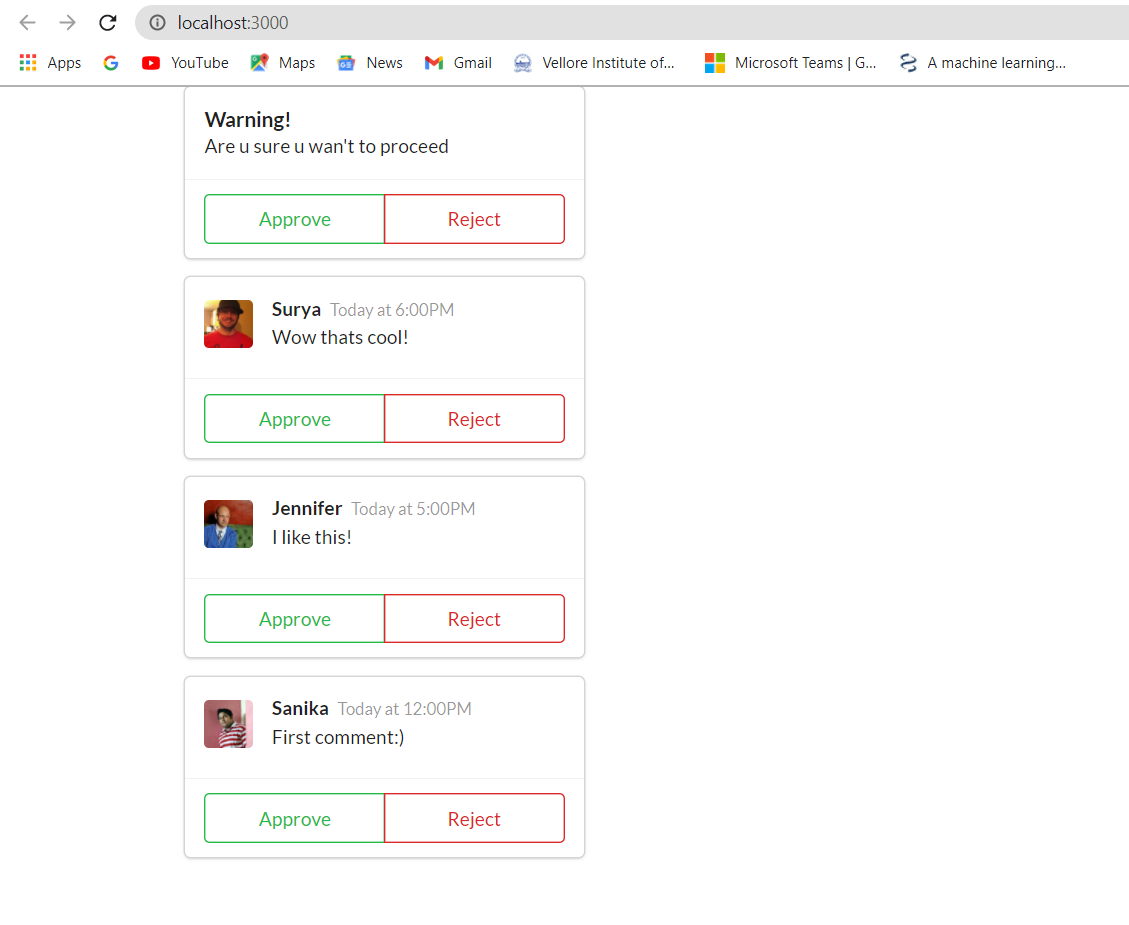 localhost:3000
Apps YouTube Maps News Gmail Vellore Institute of... Microsoft Teams | G... A machine learning...
Warning!
Are u sure u wan't to proceed
Approve Reject
Surya Today at 6:00PM
Wow thats cool!
Approve Reject
Jennifer Today at 5:00PM
I like this!
Approve Reject
Sanika Today at 12:00PM
First comment:)
Approve Reject